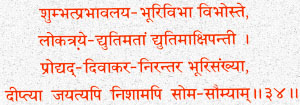 शुम्भत्प्रभावलय-भूरिविभा विभोस्ते,
लोकत्रये-द्युतिमतां द्युतिमाक्षिपन्ती ।
प्रोद्यद्-दिवाकर-निरन्तर भूरिसंख्या,
दीप्त्या जयत्यपि निशामपि सोम-सौम्याम्॥३४॥